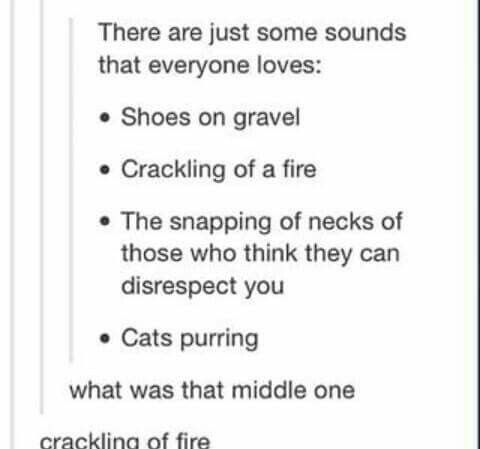 There are just some sounds
that everyone loves:
• Shoes on gravel
• Crackling of a fire
• The snapping of necks of
those who think they can
disrespect you
• Cats purring
what was that middle one
crackling of fire